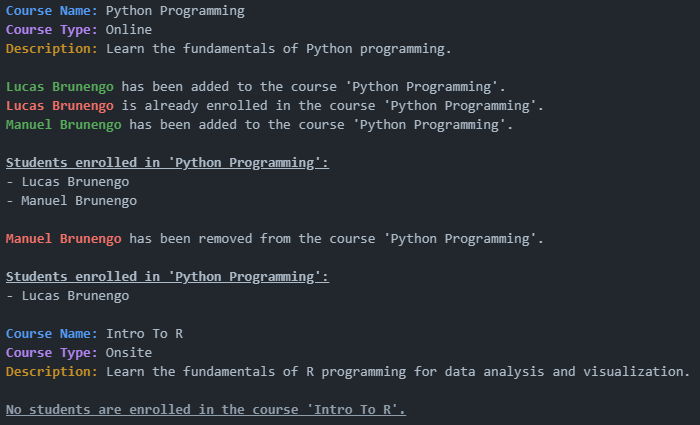 Course Name: Python Programming
Course Type: Online
Description: Learn the fundamentals of Python programming.
Lucas Brunengo has been added to the course 'Python Programming'.
Lucas Brunengo is already enrolled in the course 'Python Programming'.
Manuel Brunengo has been added to the course 'Python Programming'.
Students enrolled in 'Python Programming':
- Lucas Brunengo
- Manuel Brunengo
Manuel Brunengo has been removed from the course 'Python Programming'.
Students enrolled in 'Python Programming':
- Lucas Brunengo
Course Name: Intro To R
Course Type: Onsite
Description: Learn the fundamentals of R programming for data analysis and visualization.
No students are enrolled in the course 'Intro To R'.